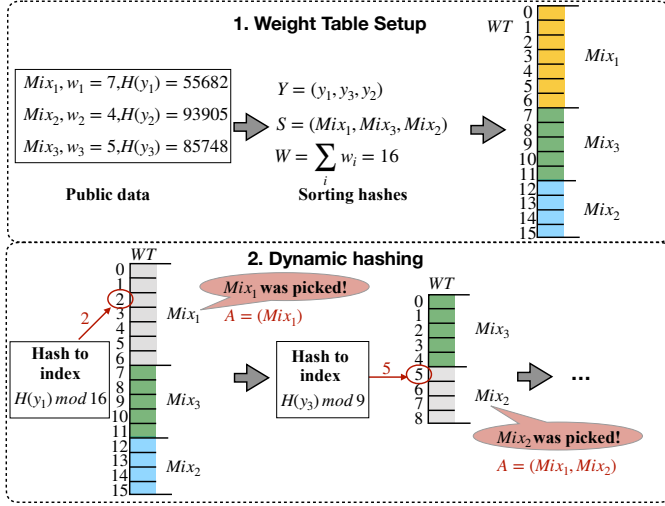 1. Weight Table Setup
Mix₁, w₁ = 7,H(y₁) = 55682
Mix₂, w₂ = 4,H(y₂) = 93905
Mix₃, w₃ = 5,H(y₃) = 85748
Public data
Y = (y₁, y₃, y₂)
S = (Mix₁, Mix₃, Mix₂)
W = ∑ᵢ wᵢ = 16
Sorting hashes
WT
0
1
2
3
4
5
6
7
8
9
10
11
12
13
14
15
Mix₁
Mix₃
Mix₂
2. Dynamic hashing
WT
0
1
2
3
4
5
6
7
8
9
10
11
12
13
14
15
Mix₁
Mix₃
Mix₂
2
Hash to
index
H(y₁) mod 16
Mix₁ was picked!
A = (Mix₁)
Hash to
index
H(y₃) mod 9
5
WT
0
1
2
3
4
5
6
7
8
Mix₃
Mix₂
...
Mix₂ was picked!
A = (Mix₁, Mix₂)